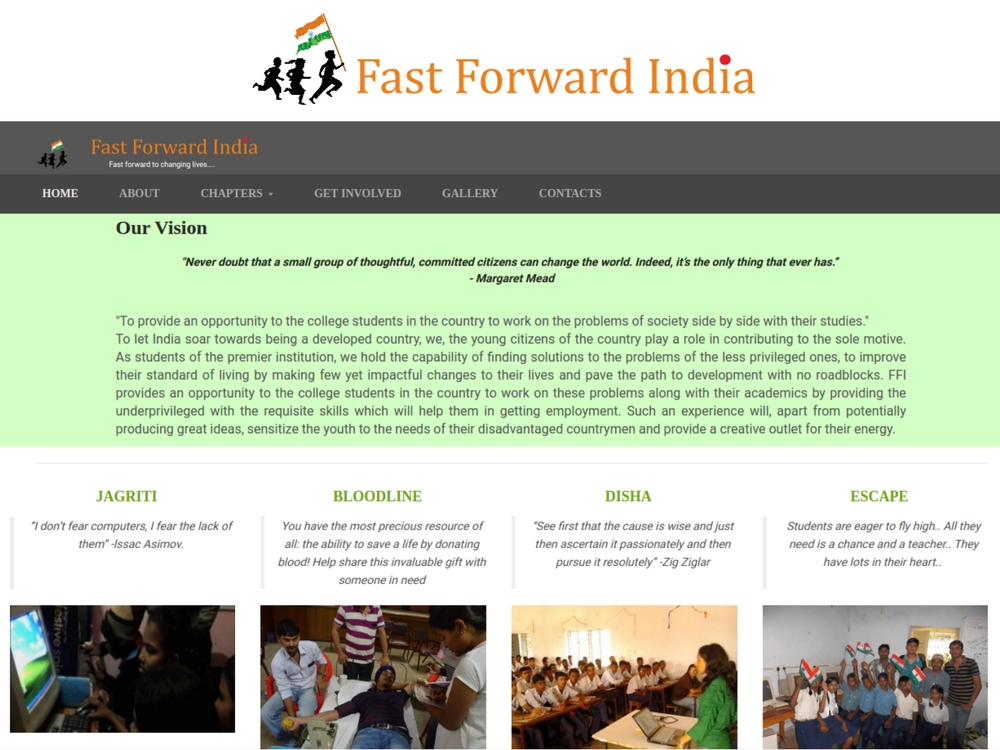 Fast Forward India
Fast Forward India
Fast forward to changing lives....
HOME ABOUT CHAPTERS GET INVOLVED GALLERY CONTACTS
Our Vision
"Never doubt that a small group of thoughtful, committed citizens can change the world. Indeed, it's the only thing that ever has."
- Margaret Mead
"To provide an opportunity to the college students in the country to work on the problems of society side by side with their studies."
To let India soar towards being a developed country, we, the young citizens of the country play a role in contributing to the sole motive.
As students of the premier institution, we hold the capability of finding solutions to the problems of the less privileged ones, to improve
their standard of living by making few yet impactful changes to their lives and pave the path to development with no roadblocks. FFI
provides an opportunity to the college students in the country to work on these problems along with their academics by providing the
underprivileged with the requisite skills which will help them in getting employment. Such an experience will, apart from potentially
producing great ideas, sensitize the youth to the needs of their disadvantaged countrymen and provide a creative outlet for their energy.
JAGRITI
"I don't fear computers, I fear the lack of
them" -Issac Asimov.
BLOODLINE
You have the most precious resource of
all: the ability to save a life by donating
blood! Help share this invaluable gift with
someone in need
DISHA
"See first that the cause is wise and just
then ascertain it passionately and then
pursue it resolutely" -Zig Ziglar
ESCAPE
Students are eager to fly high.. All they
need is a chance and a teacher.. They
have lots in their heart..